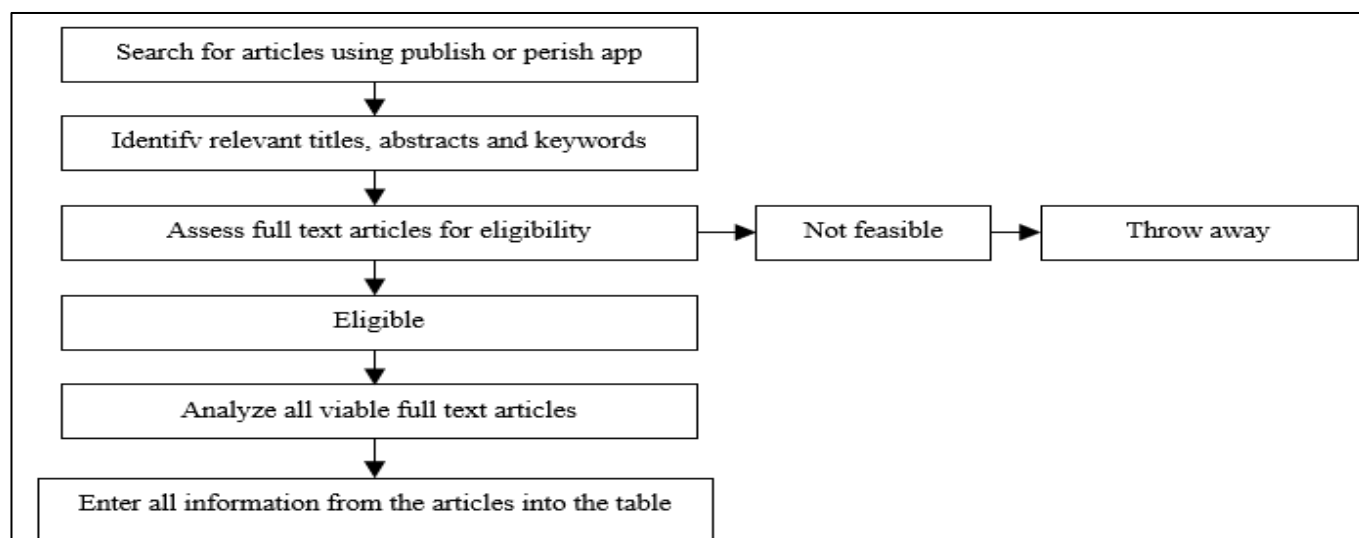 Search for articles using publish or perish app
Identify relevant titles, abstracts and keywords
Assess full text articles for eligibility
Not feasible
Throw away
Eligible
Analyze all viable full text articles
Enter all information from the articles into the table